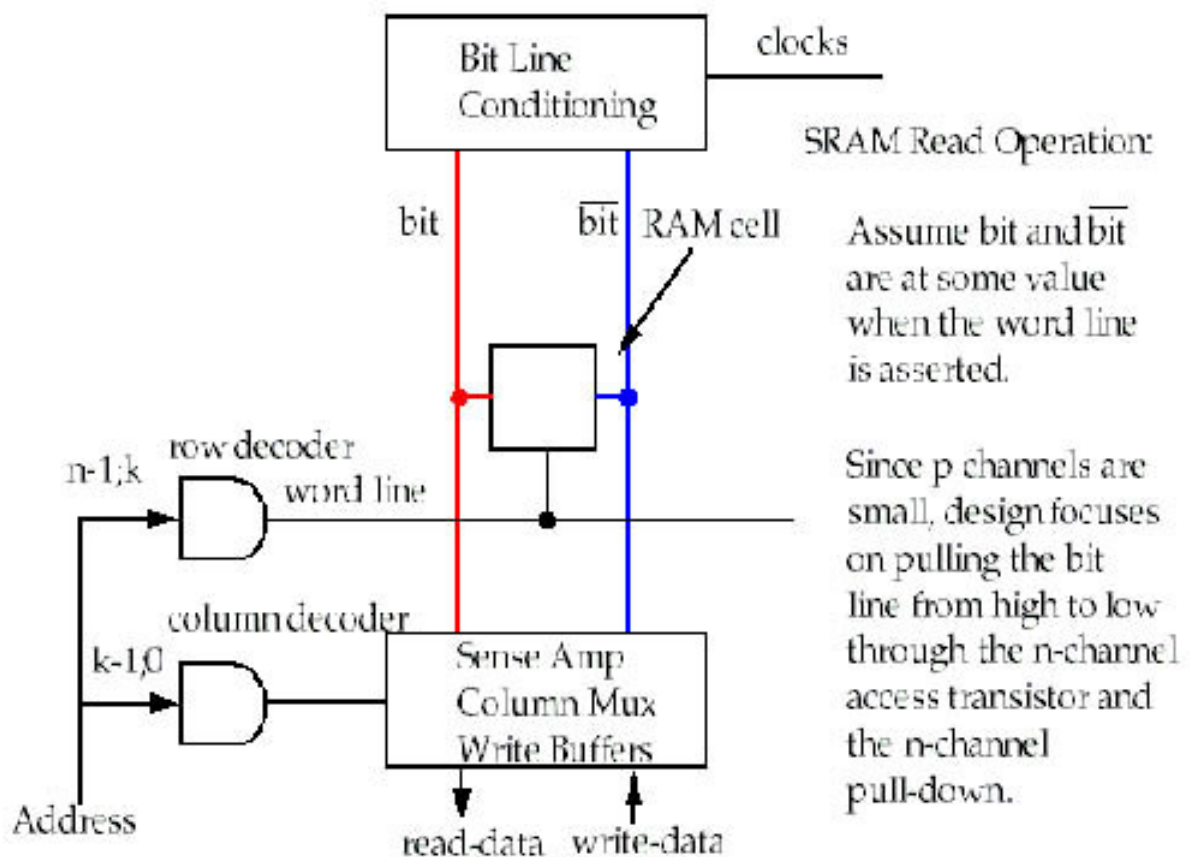 Bit Line
Conditioning
clocks
SRAM Read Operation:
bit
b̅i̅t̅
RAM cell
Assume bit and b̅i̅t̅
are at some value
when the word line
is asserted.
row decoder
n-1;k
word line
Since p channels are
small, design focuses
on pulling the bit
line from high to low
through the n-channel
access transistor and
the n-channel
pull-down.
column decoder
k-1;0
Sense Amp
Column Mux
Write Buffers
Address
read-data
write-data